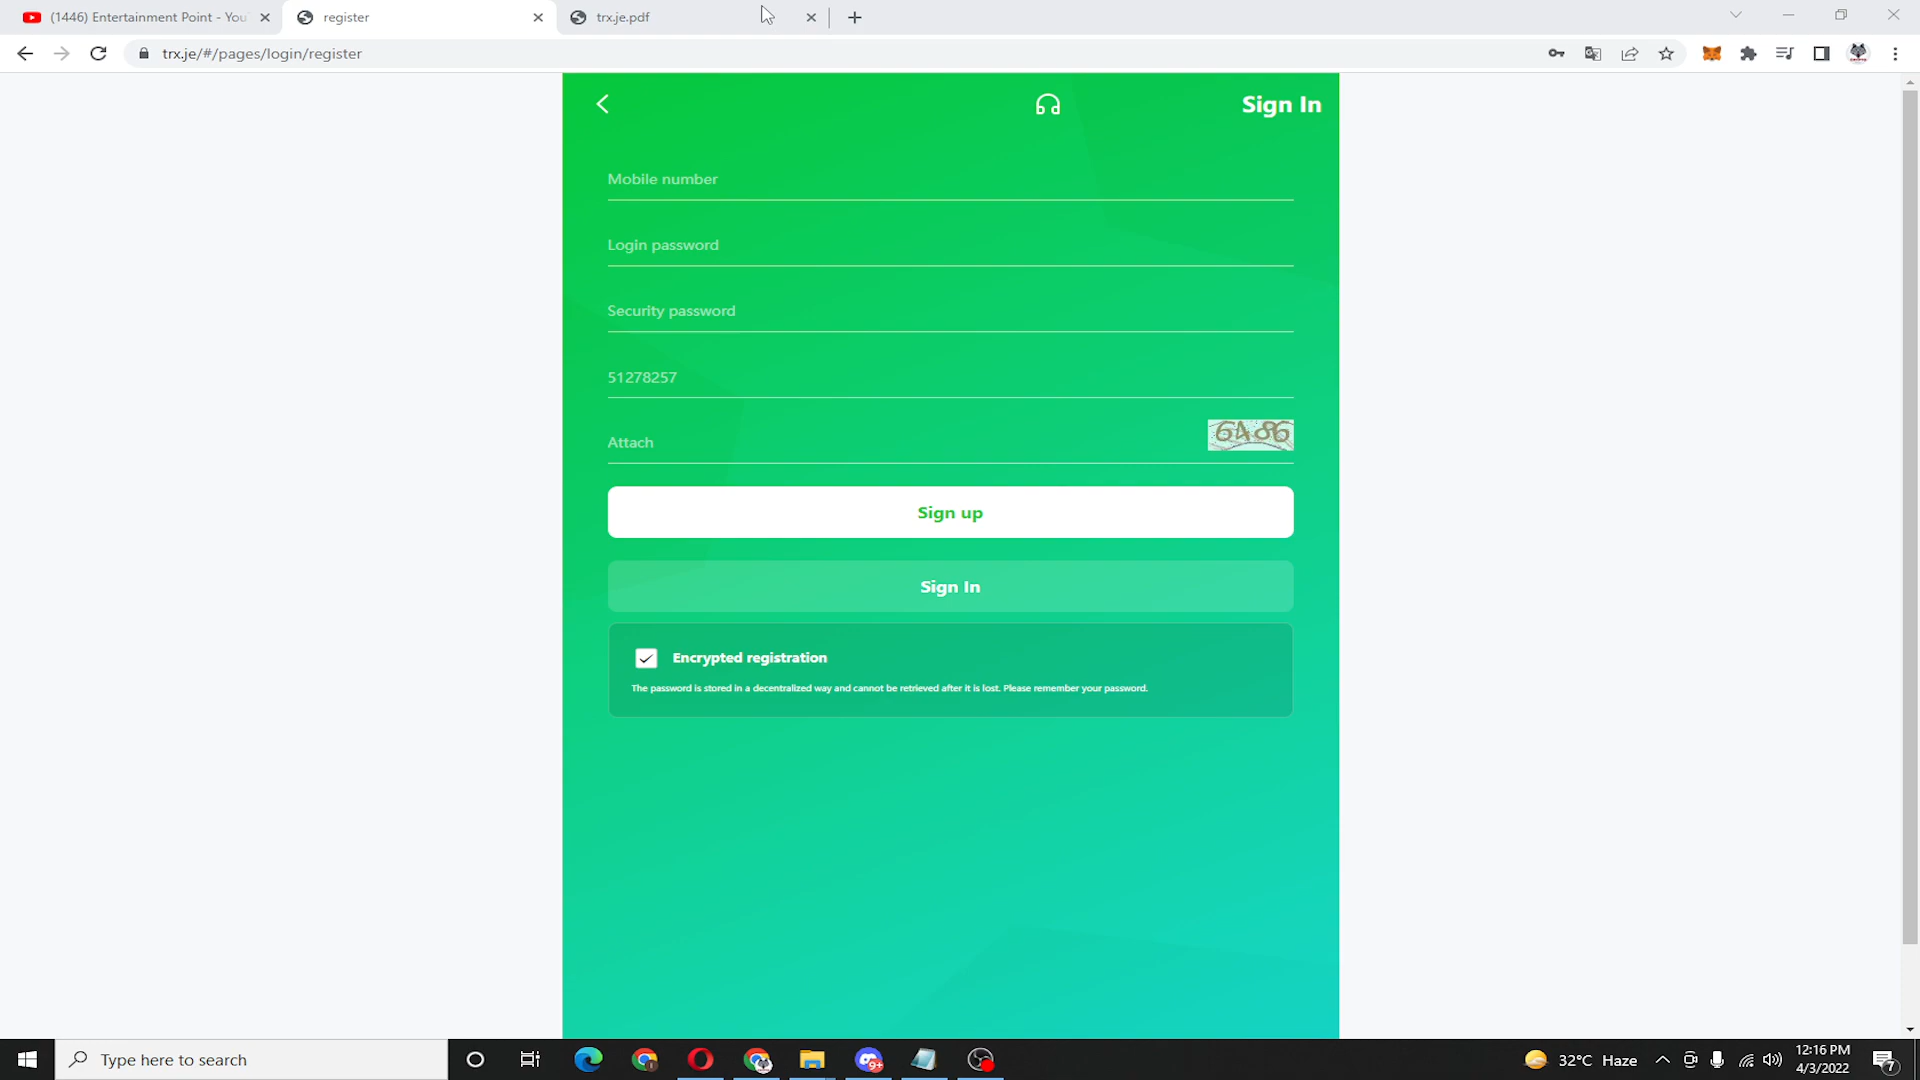 (1446) Entertainment Point - You
register
trx.je.pdf
trx.je/#/pages/login/register
Sign In
Mobile number
Login password
Security password
51278257
Attach
6A86
Sign up
Sign In
Encrypted registration
The password is stored in a decentralized way and cannot be retrieved after it is lost. Please remember your password.
Type here to search
9+
32°C Haze
12:16 PM
4/3/2022
7